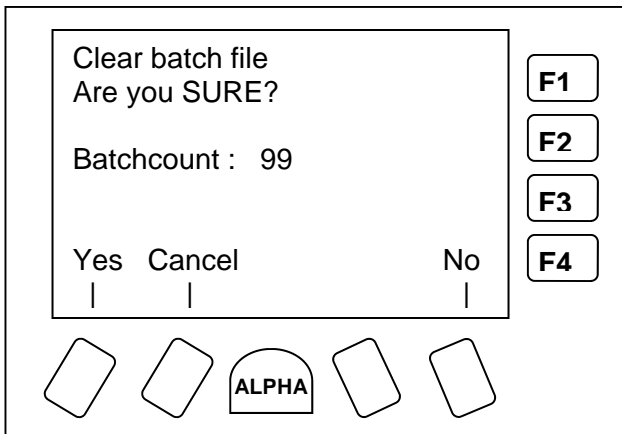 Clear batch file
Are you SURE?
Batchcount : 99
Yes Cancel No
F1
F2
F3
F4
ALPHA